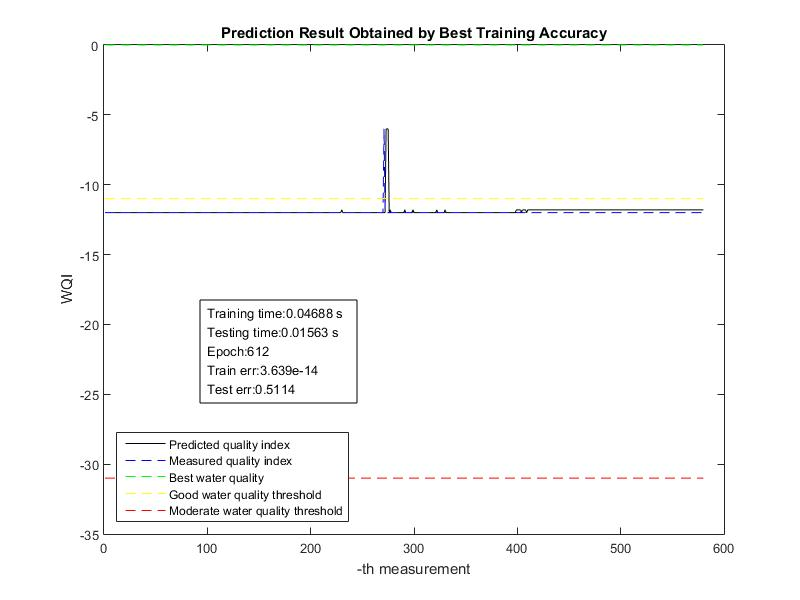 Prediction Result Obtained by Best Training Accuracy
0
-5
-10
-15
-20
-25
-30
-35
WQI
Training time:0.04688 s
Testing time:0.01563 s
Epoch:612
Train err:3.639e-14
Test err:0.5114
Predicted quality index
Measured quality index
Best water quality
Good water quality threshold
Moderate water quality threshold
0 100 200 300 400 500 600
-th measurement